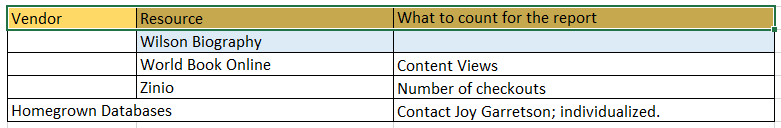 Vendor Resource What to count for the report
Wilson Biography
World Book Online Content Views
Zinio Number of checkouts
Homegrown Databases Contact Joy Garretson; individualized.